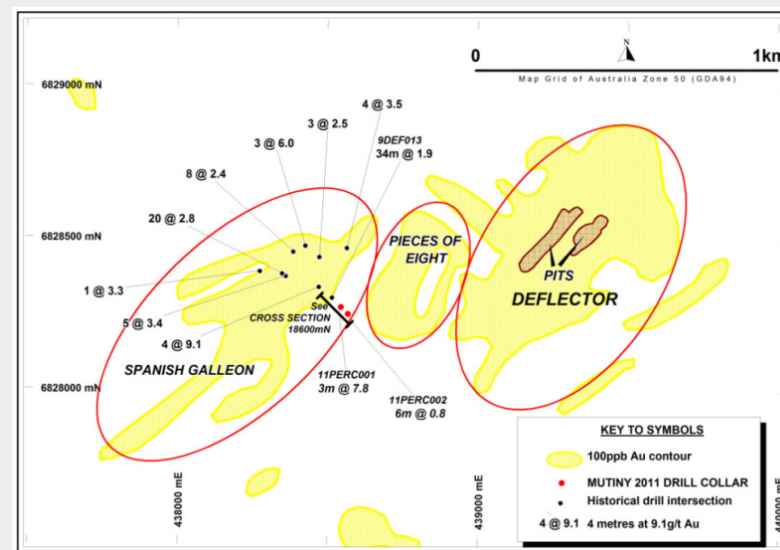 0
N
1km
Map Grid of Australia Zone 50 (GDA94)
6829000 mN
4 @ 3.5
3 @ 2.5
3 @ 6.0
9DEF013
34m @ 1.9
8 @ 2.4
20 @ 2.8
6828500 mN
PIECES OF
EIGHT
PITS
DEFLECTOR
1 @ 3.3
5 @ 3.4
4 @ 9.1
See
CROSS SECTION
18600mN
SPANISH GALLEON
11PERC001
3m @ 7.8
11PERC002
6m @ 0.8
6828000 mN
KEY TO SYMBOLS
100ppb Au contour
MUTINY 2011 DRILL COLLAR
Historical drill intersection
4 @ 9.1 4 metres at 9.1g/t Au
438000 mE
439000 mE
440000 mE